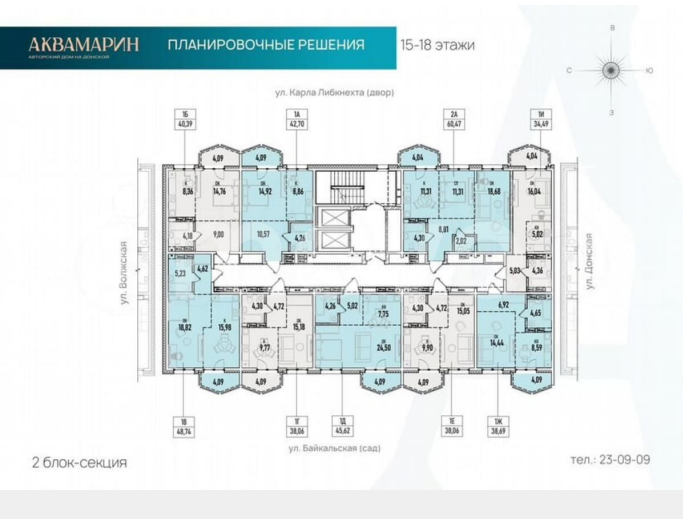 АКВАМАРИН
АВТОРСКИЙ ДОМ НА ДОНСКОЙ
ПЛАНИРОВОЧНЫЕ РЕШЕНИЯ
15-18 этажи
В
С
Ю
З
ул. Карла Либкнехта (двор)
1Б
40,39
1А
42,70
2А
60,47
1И
34,49
4,09
4,09
4,04
4,04
8,36
14,76
14,92
8,86
11,31
11,31
18,68
16,04
4,18
9,00
10,57
4,26
4,30
8,01
2,02
5,02
5,23
4,62
5,03
4,36
4,30
4,72
4,26
5,02
4,30
4,72
15,05
6,92
4,65
18,82
15,98
9,77
15,18
7,75
24,50
9,90
14,44
8,59
4,09
4,09
4,09
4,09
4,09
1В
48,74
1Г
38,06
1Д
45,62
1Е
38,06
1Ж
38,69
ул. Волжская
ул. Донская
ул. Байкальская (сад)
2 блок-секция
тел.: 23-09-09